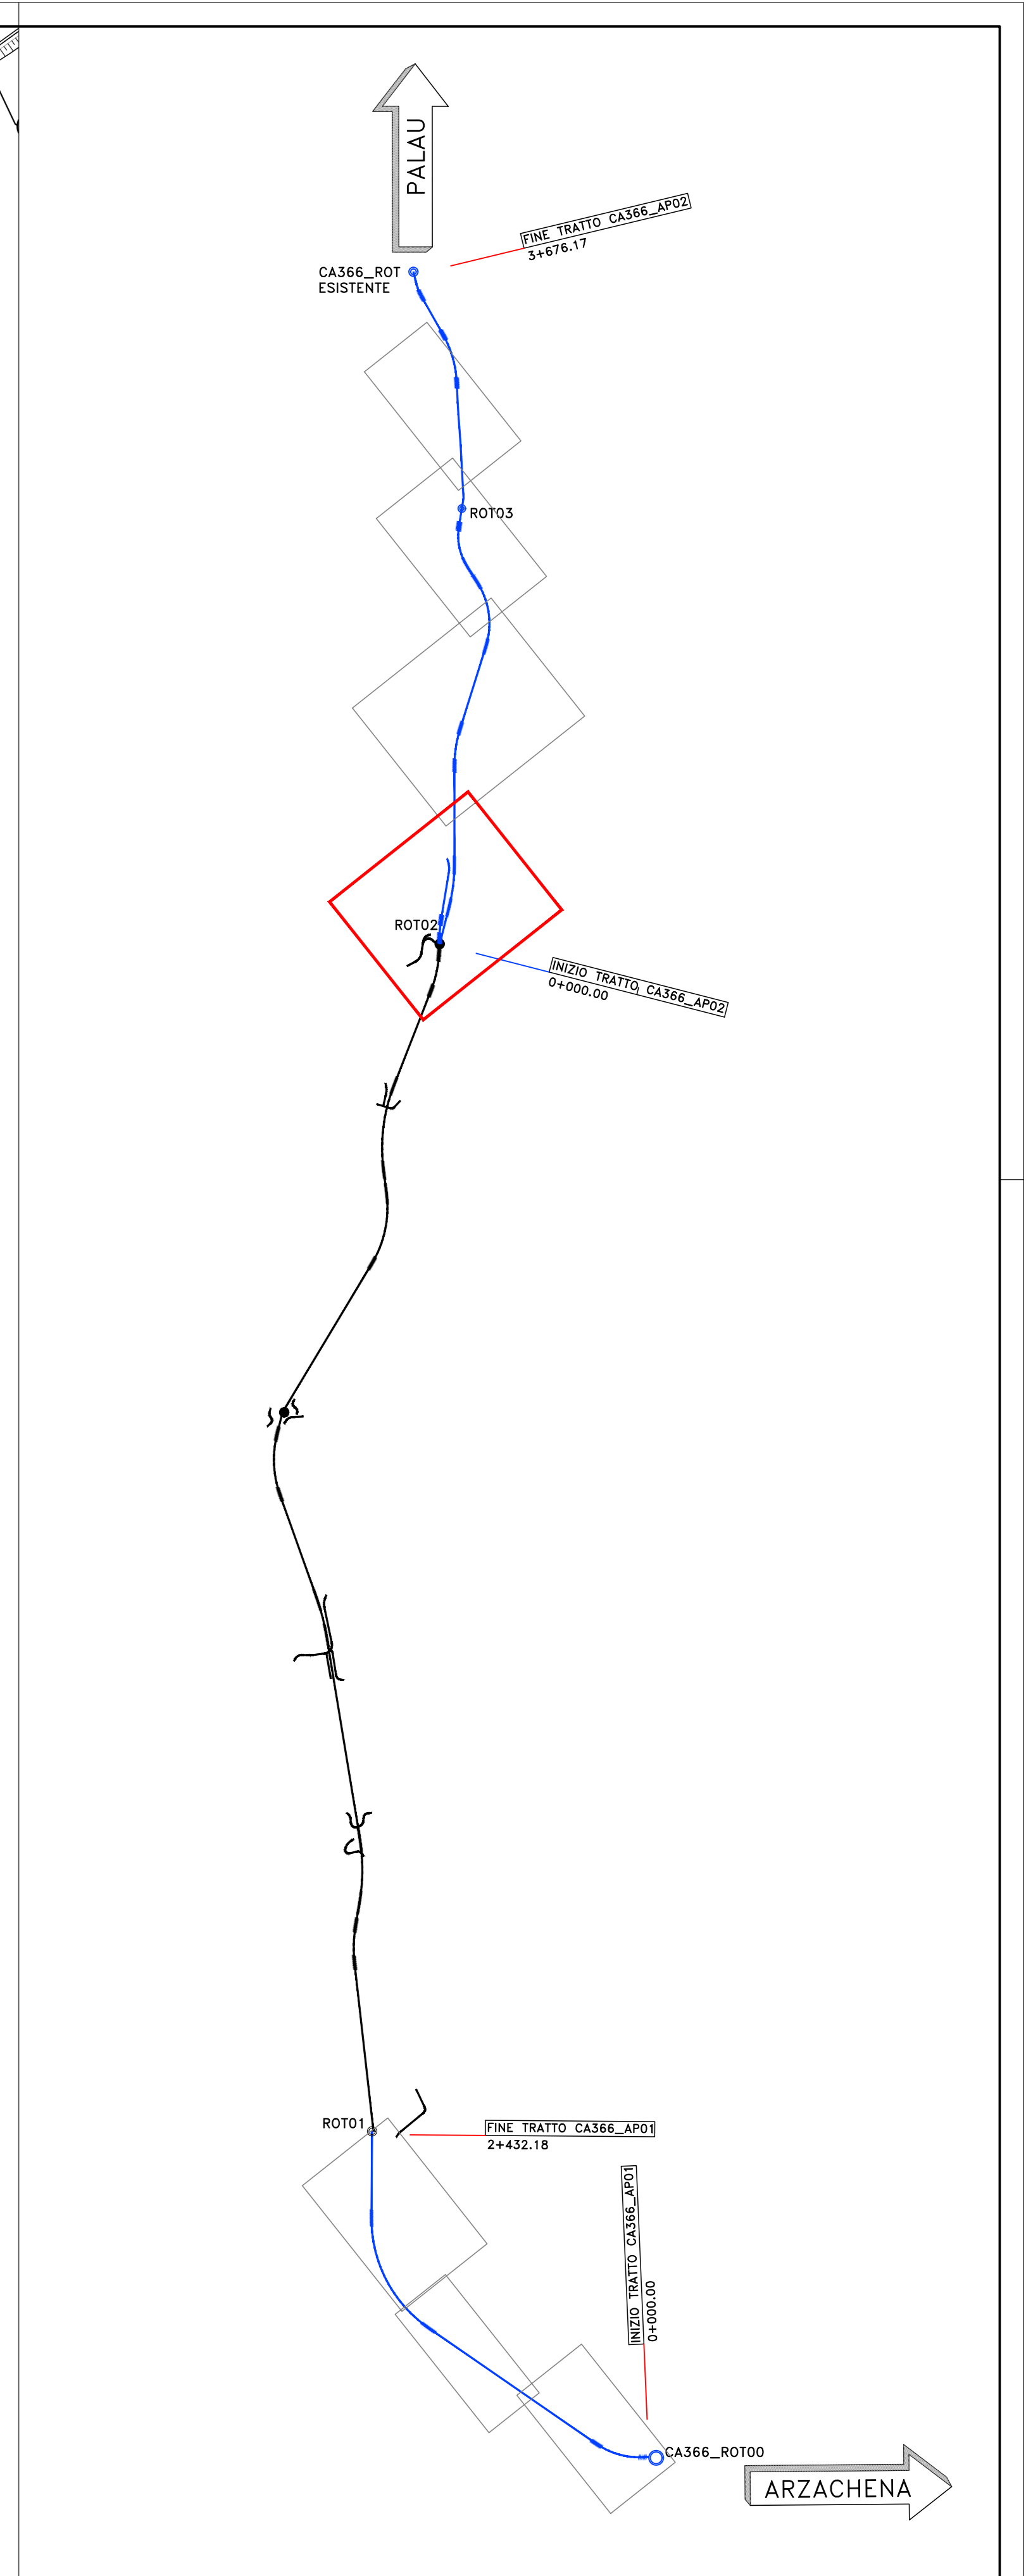 PALAU
FINE TRATTO CA366_AP02
3+676.17
CA366_ROT
ESISTENTE
ROT03
ROT02
INIZIO TRATTO CA366_AP02
0+000.00
ROT01
FINE TRATTO CA366_AP01
2+432.18
INIZIO TRATTO CA366_AP01
0+000.00
CA366_ROT00
ARZACHENA